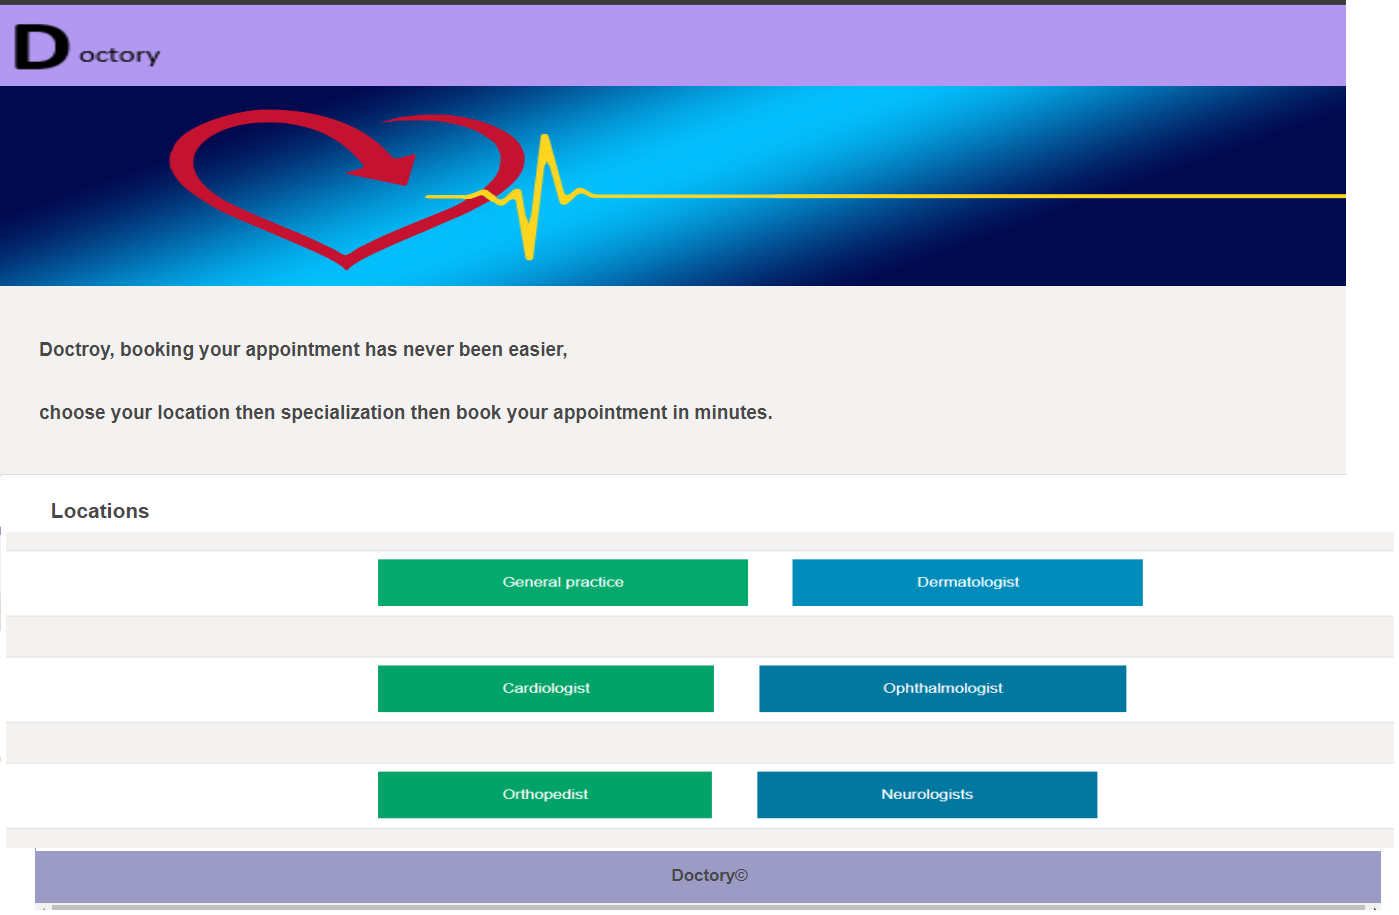 Doctory
Doctroy, booking your appointment has never been easier,
choose your location then specialization then book your appointment in minutes.
Locations
General practice Dermatologist
Cardiologist Ophthalmologist
Orthopedist Neurologists
Doctory©